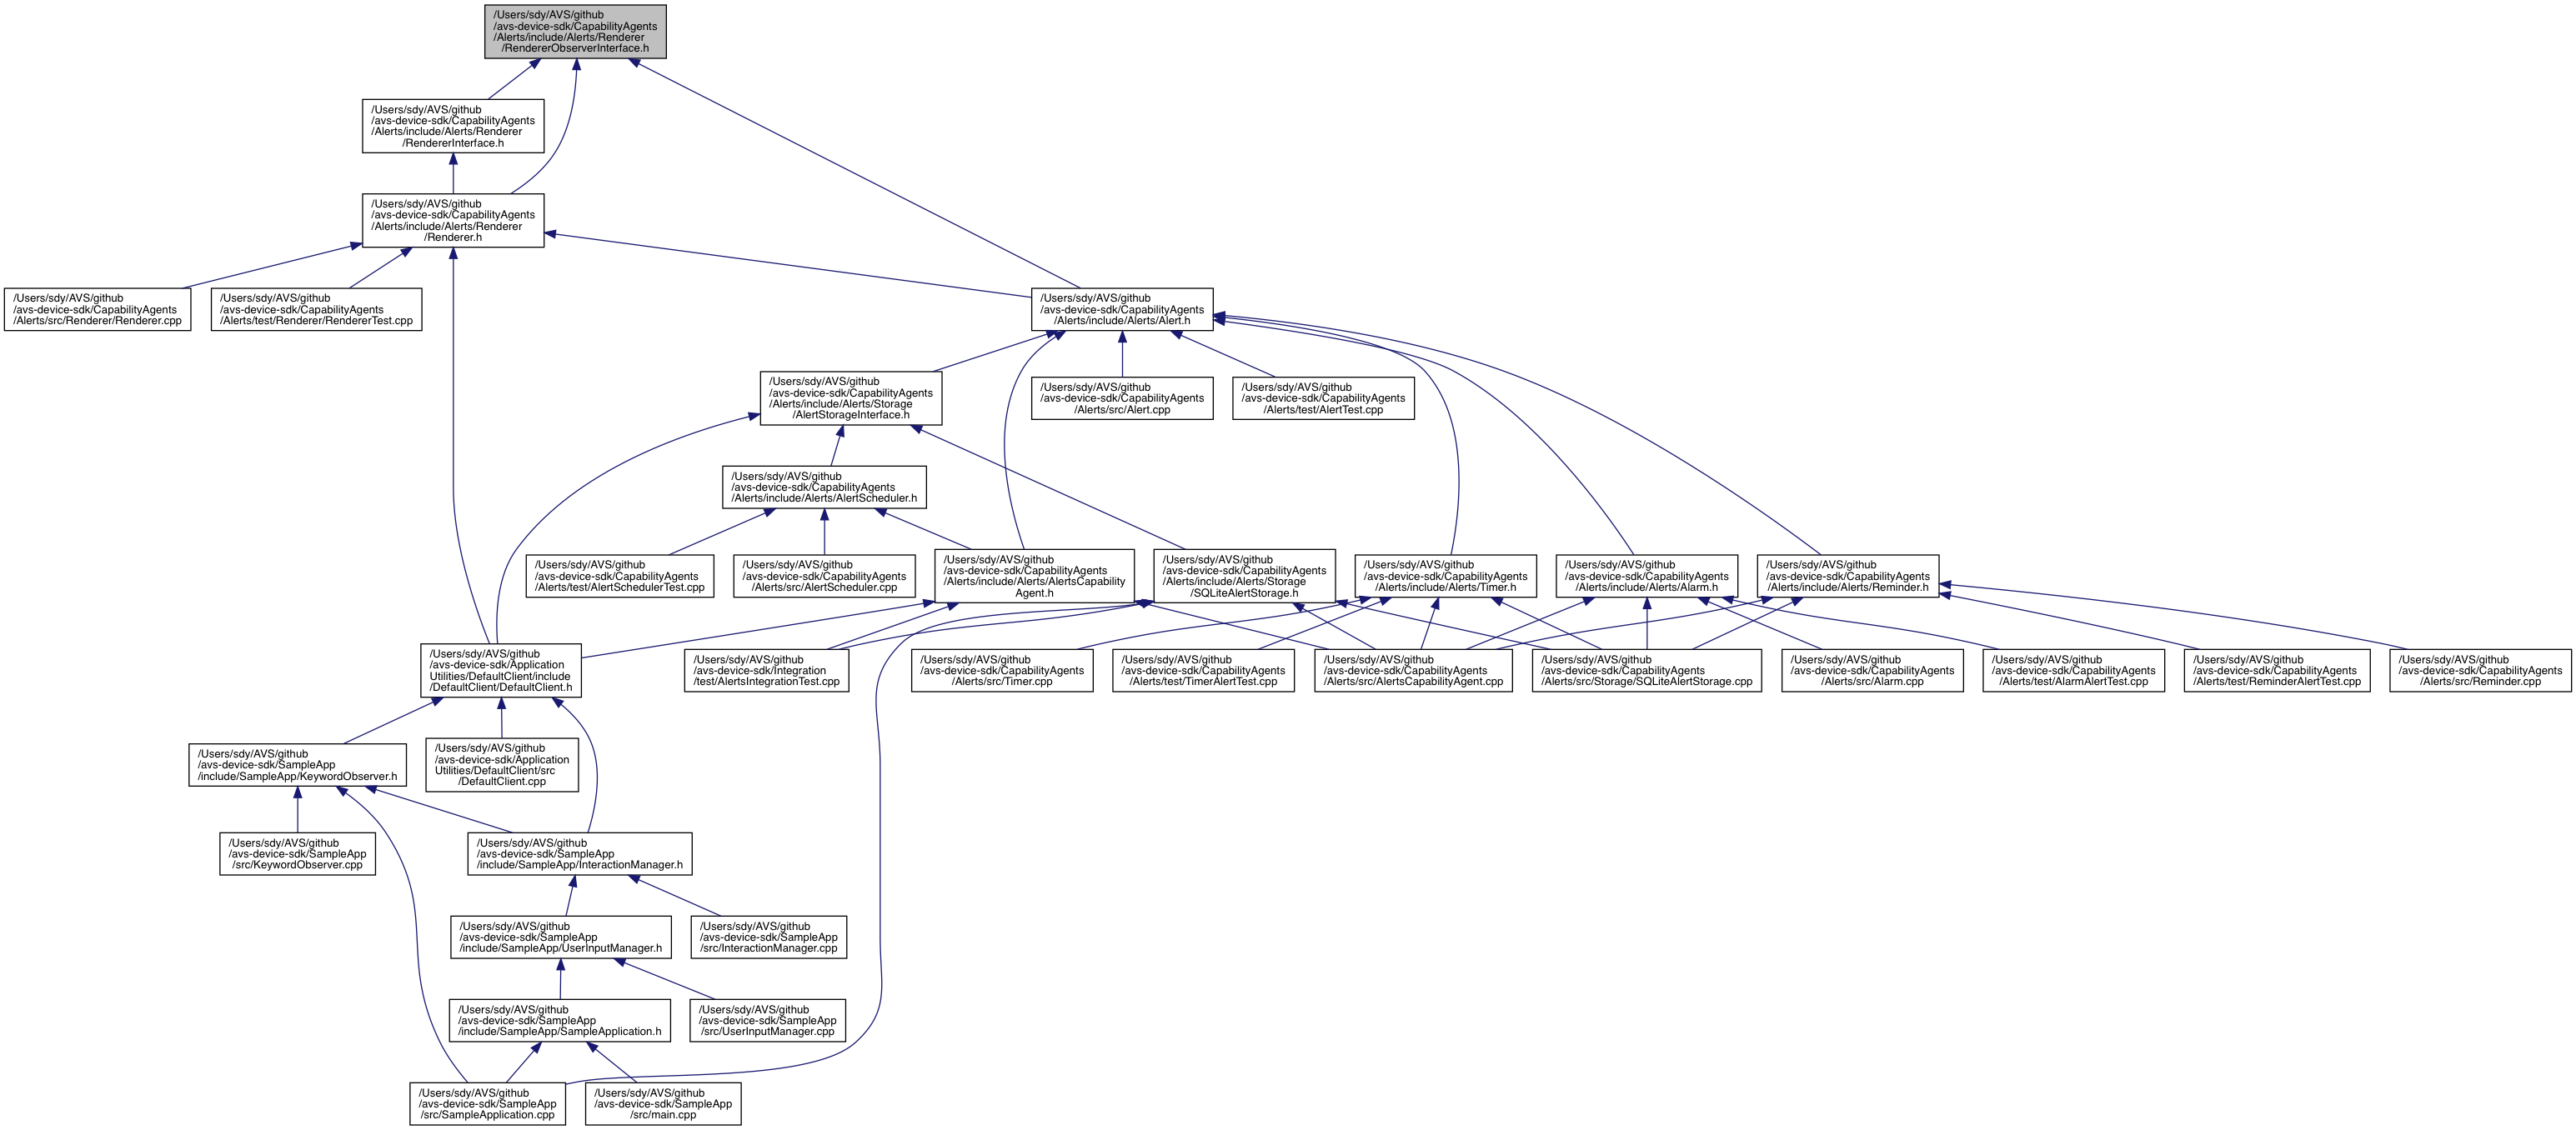 /Users/sdy/AVS/github
/avs-device-sdk/CapabilityAgents
/Alerts/include/Alerts/Renderer
/RendererObserverInterface.h
/Users/sdy/AVS/github
/avs-device-sdk/CapabilityAgents
/Alerts/include/Alerts/Renderer
/RendererInterface.h
/Users/sdy/AVS/github
/avs-device-sdk/CapabilityAgents
/Alerts/include/Alerts/Renderer
/Renderer.h
/Users/sdy/AVS/github
/avs-device-sdk/CapabilityAgents
/Alerts/src/Renderer/Renderer.cpp
/Users/sdy/AVS/github
/avs-device-sdk/CapabilityAgents
/Alerts/test/Renderer/RendererTest.cpp
/Users/sdy/AVS/github
/avs-device-sdk/CapabilityAgents
/Alerts/include/Alerts/Alert.h
/Users/sdy/AVS/github
/avs-device-sdk/CapabilityAgents
/Alerts/include/Alerts/Storage
/AlertStorageInterface.h
/Users/sdy/AVS/github
/avs-device-sdk/CapabilityAgents
/Alerts/src/Alert.cpp
/Users/sdy/AVS/github
/avs-device-sdk/CapabilityAgents
/Alerts/test/AlertTest.cpp
/Users/sdy/AVS/github
/avs-device-sdk/CapabilityAgents
/Alerts/include/Alerts/AlertScheduler.h
/Users/sdy/AVS/github
/avs-device-sdk/CapabilityAgents
/Alerts/test/AlertSchedulerTest.cpp
/Users/sdy/AVS/github
/avs-device-sdk/CapabilityAgents
/Alerts/src/AlertScheduler.cpp
/Users/sdy/AVS/github
/avs-device-sdk/CapabilityAgents
/Alerts/include/Alerts/AlertsCapability
Agent.h
/Users/sdy/AVS/github
/avs-device-sdk/CapabilityAgents
/Alerts/include/Alerts/Storage
/SQLiteAlertStorage.h
/Users/sdy/AVS/github
/avs-device-sdk/CapabilityAgents
/Alerts/include/Alerts/Timer.h
/Users/sdy/AVS/github
/avs-device-sdk/CapabilityAgents
/Alerts/include/Alerts/Alarm.h
/Users/sdy/AVS/github
/avs-device-sdk/CapabilityAgents
/Alerts/include/Alerts/Reminder.h
/Users/sdy/AVS/github
/avs-device-sdk/Application
Utilities/DefaultClient/include
/DefaultClient/DefaultClient.h
/Users/sdy/AVS/github
/avs-device-sdk/Integration
/test/AlertsIntegrationTest.cpp
/Users/sdy/AVS/github
/avs-device-sdk/CapabilityAgents
/Alerts/src/Timer.cpp
/Users/sdy/AVS/github
/avs-device-sdk/CapabilityAgents
/Alerts/test/TimerAlertTest.cpp
/Users/sdy/AVS/github
/avs-device-sdk/CapabilityAgents
/Alerts/src/AlertsCapabilityAgent.cpp
/Users/sdy/AVS/github
/avs-device-sdk/CapabilityAgents
/Alerts/src/Storage/SQLiteAlertStorage.cpp
/Users/sdy/AVS/github
/avs-device-sdk/CapabilityAgents
/Alerts/src/Alarm.cpp
/Users/sdy/AVS/github
/avs-device-sdk/CapabilityAgents
/Alerts/test/AlarmAlertTest.cpp
/Users/sdy/AVS/github
/avs-device-sdk/CapabilityAgents
/Alerts/test/ReminderAlertTest.cpp
/Users/sdy/AVS/github
/avs-device-sdk/CapabilityAgents
/Alerts/src/Reminder.cpp
/Users/sdy/AVS/github
/avs-device-sdk/SampleApp
/include/SampleApp/KeywordObserver.h
/Users/sdy/AVS/github
/avs-device-sdk/Application
Utilities/DefaultClient/src
/DefaultClient.cpp
/Users/sdy/AVS/github
/avs-device-sdk/SampleApp
/src/KeywordObserver.cpp
/Users/sdy/AVS/github
/avs-device-sdk/SampleApp
/include/SampleApp/InteractionManager.h
/Users/sdy/AVS/github
/avs-device-sdk/SampleApp
/include/SampleApp/UserInputManager.h
/Users/sdy/AVS/github
/avs-device-sdk/SampleApp
/src/InteractionManager.cpp
/Users/sdy/AVS/github
/avs-device-sdk/SampleApp
/include/SampleApp/SampleApplication.h
/Users/sdy/AVS/github
/avs-device-sdk/SampleApp
/src/UserInputManager.cpp
/Users/sdy/AVS/github
/avs-device-sdk/SampleApp
/src/SampleApplication.cpp
/Users/sdy/AVS/github
/avs-device-sdk/SampleApp
/src/main.cpp